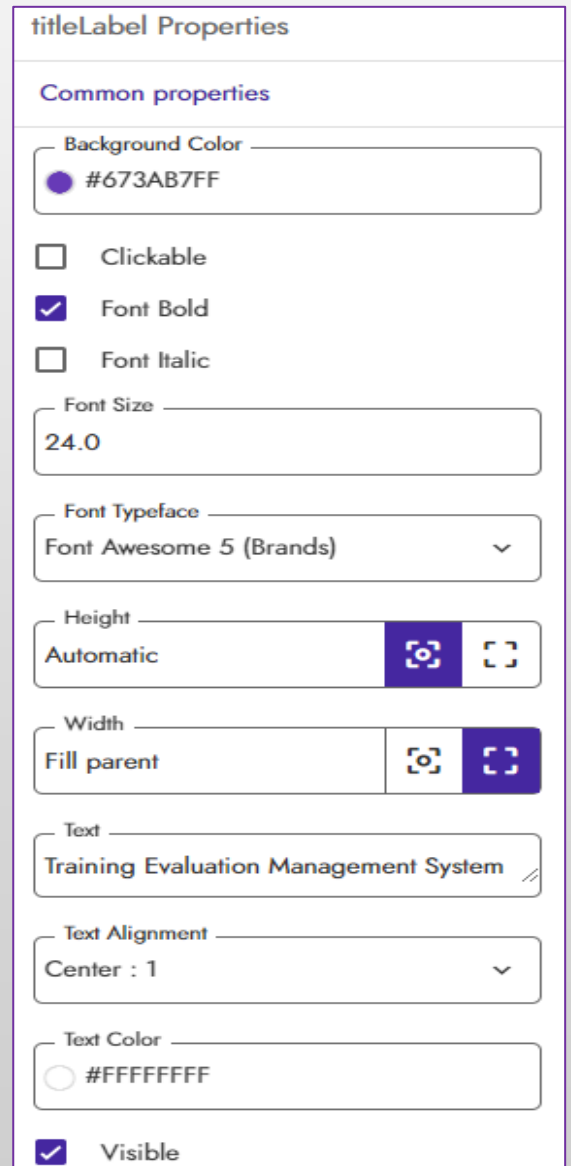 titleLabel Properties
Common properties
Background Color
#673AB7FF
Clickable
Font Bold
Font Italic
Font Size
24.0
Font Typeface
Font Awesome 5 (Brands)
Height
Automatic
Width
Fill parent
Text
Training Evaluation Management System
Text Alignment
Center : 1
Text Color
#FFFFFFFF
Visible